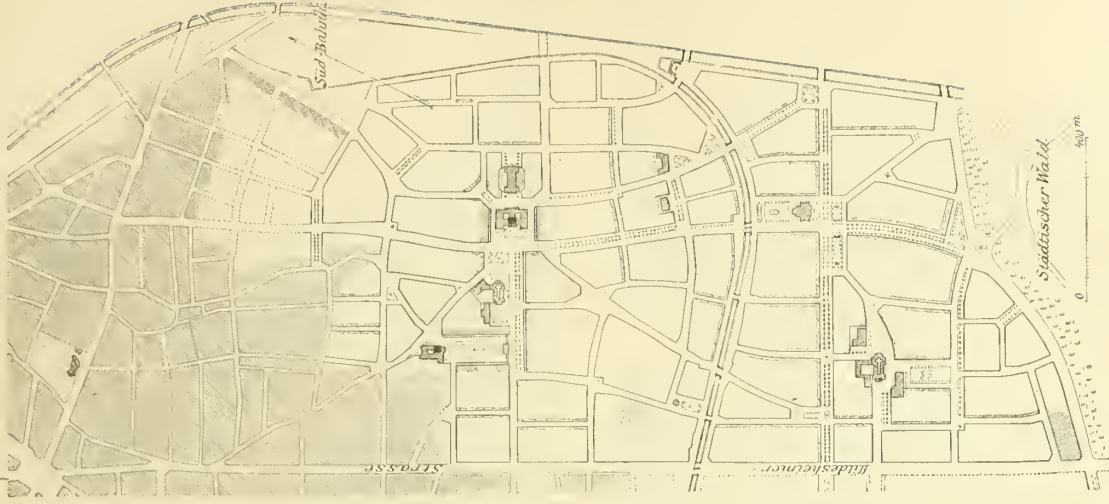 Süd-Bahnh
Städtischer Wald
0 400 m
Hildesheimer-
Strasse